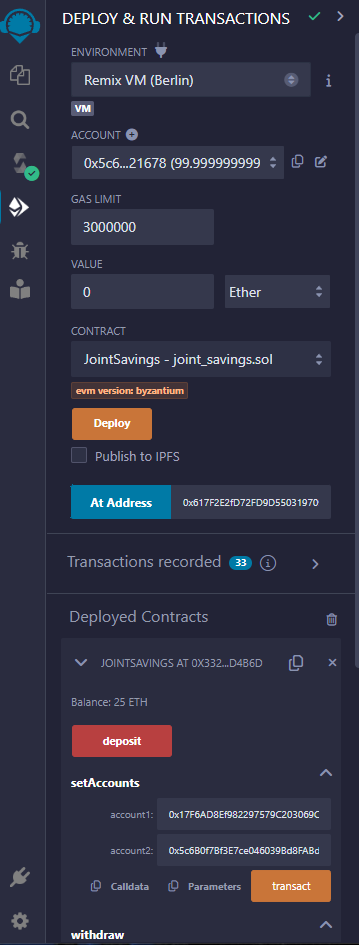 DEPLOY & RUN TRANSACTIONS
ENVIRONMENT
Remix VM (Berlin)
VM
ACCOUNT
0x5c6...21678 (99.999999999
GAS LIMIT
3000000
VALUE
0
Ether
CONTRACT
JointSavings - joint_savings.sol
evm version: byzantium
Deploy
Publish to IPFS
At Address
0x617F2E2fD72FD9D55031970
Transactions recorded 33
Deployed Contracts
JOINTSAVINGS AT 0X332...D4B6D
Balance: 25 ETH
deposit
setAccounts
account1: 0x17F6AD8Ef982297579C203069C
account2: 0x5c6B0f7Bf3E7ce046039Bd8FABd
Calldata
Parameters
transact
withdraw